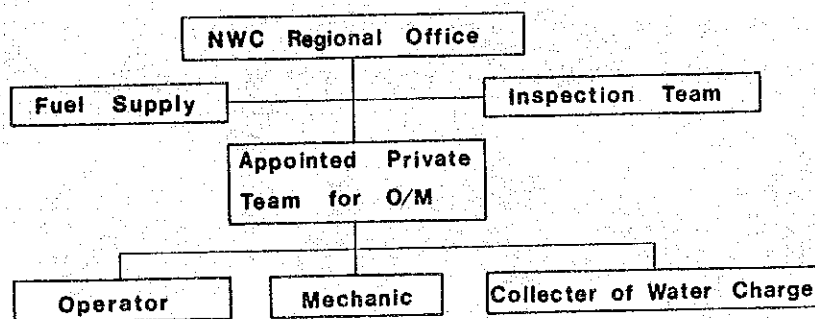 NWC Regional Office
Fuel Supply
Inspection Team
Appointed Private
Team for O/M
Operator
Mechanic
Collecter of Water Charge